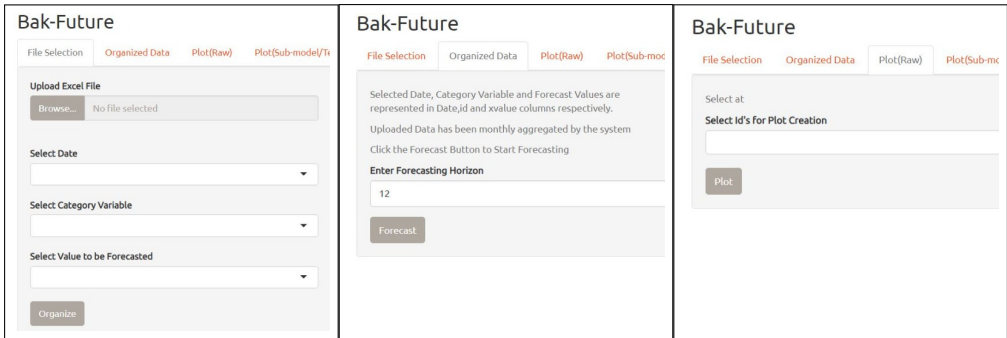 Bak-Future
File Selection Organized Data Plot(Raw) Plot(Sub-model/Te
Upload Excel File
Browse... No file selected
Select Date
Select Category Variable
Select Value to be Forecasted
Organize
Bak-Future
File Selection Organized Data Plot(Raw) Plot(Sub-mod
Selected Date, Category Variable and Forecast Values are
represented in Date,id and xvalue columns respectively.
Uploaded Data has been monthly aggregated by the system
Click the Forecast Button to Start Forecasting
Enter Forecasting Horizon
12
Forecast
Bak-Future
File Selection Organized Data Plot(Raw) Plot(Sub-mo
Select at
Select Id's for Plot Creation
Plot